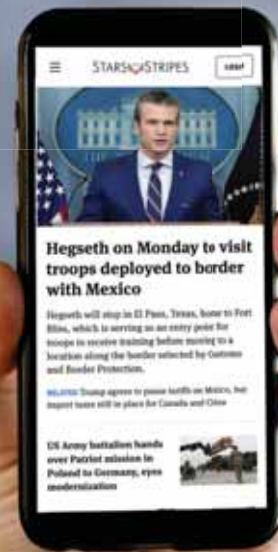 STARS STRIPES
Hegseth on Monday to visit
troops deployed to border
with Mexico
Hegseth will stop in El Paso, Texas, home to Fort
Bliss, which is serving as an entry point for
troops to receive training before moving to a
location along the border selected by Customs
and Border Protection.
RELATED Trump agrees to pause tariffs on Mexico, but
import taxes still in place for Canada and China
US Army battalion hands
over Patriot mission in
Poland to Germany, eyes
modernization